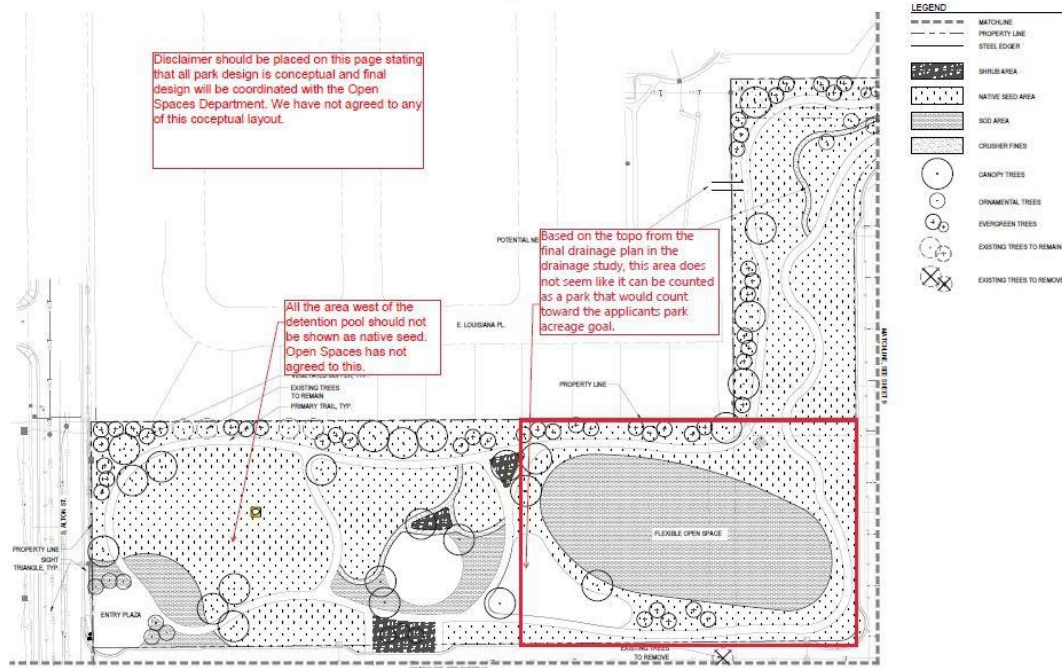 LEGEND
MATCHLINE
PROPERTY LINE
STEEL EDGER
SHRUB AREA
NATIVE SEED AREA
SOD AREA
CRUSHER FINES
CANOPY TREES
ORNAMENTAL TREES
EVERGREEN TREES
EXISTING TREES TO REMAIN
EXISTING TREES TO REMOVE
Disclaimer should be placed on this page stating
that all park design is conceptual and final
design will be coordinated with the Open
Spaces Department. We have not agreed to any
of this coceptual layout.
POTENTIAL
Based on the topo from the
final drainage plan in the
drainage study, this area does
not seem like it can be counted
as a park that would count
toward the applicants park
acreage goal.
All the area west of the
detention pool should not
be shown as native seed.
Open Spaces has not
agreed to this.
E. LOUISIANA PL.
EXISTING TREES
TO REMAIN
PRIMARY TRAIL, TYP.
PROPERTY LINE
MATCHLINE, SEE SHEET
S. ALTON ST.
FLEXIBLE OPEN SPACE
PROPERTY LINE
SIGHT
TRIANGLE, TYP.
ENTRY PLAZA
EXISTING TREES
TO REMOVE